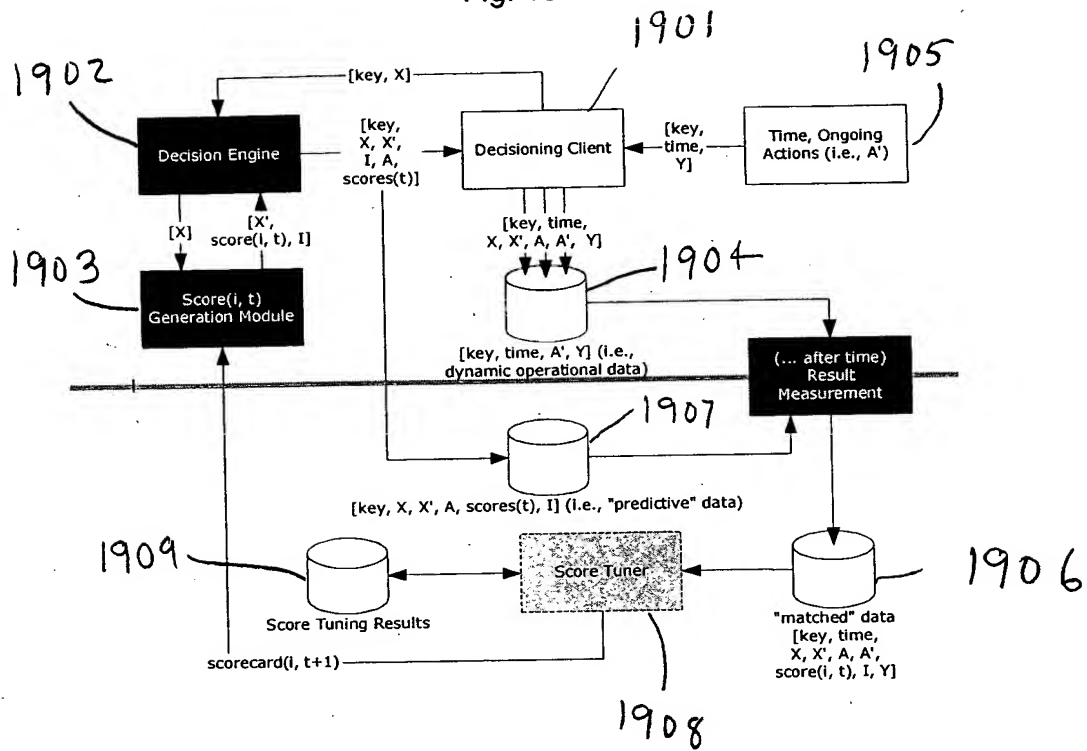 1901
1902
1905
[key, X]
[key,
X, X',
I, A,
scores(t)]
Decision Engine
Decisioning Client
[key,
time,
Y]
Time, Ongoing
Actions (i.e., A')
[X]
[X',
score(i, t), I]
[key, time,
X, X', A, A', Y]
1903
1904
Score(i, t)
Generation Module
[key, time, A', Y] (i.e.,
dynamic operational data)
(... after time)
Result
Measurement
1907
[key, X, X', A, scores(t), I] (i.e., "predictive" data)
1909
Score Tuner
1906
Score Tuning Results
"matched" data
[key, time,
X, X', A, A',
score(i, t), I, Y]
scorecard(i, t+1)
1908